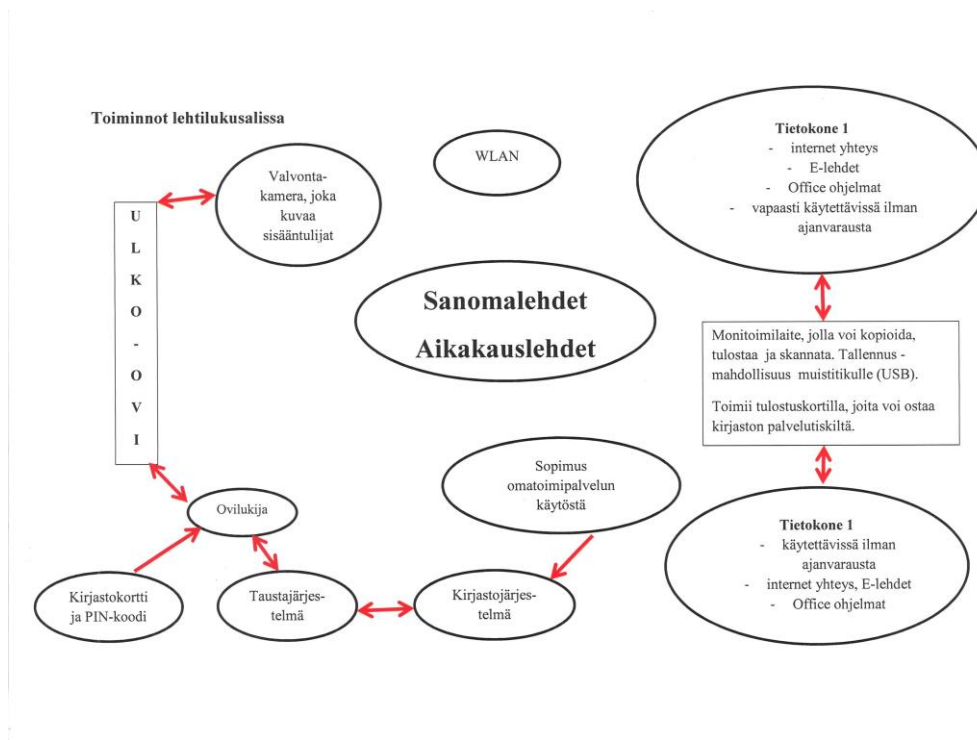 Toiminnot lehtilukusalissa
Valvonta-
kamera, joka
kuvaa
sisääntulijat
WLAN
Tietokone 1
- internet yhteys
- E-lehdet
- Office ohjelmat
- vapaasti käytettävissä ilman
ajanvarausta
U
L
K
O
-
O
V
I
Sanomalehdet
Aikakauslehdet
Monitoimilaite, jolla voi kopioida,
tulostaa ja skannata. Tallennus -
mahdollisuus muistitikulle (USB).
Toimii tulostuskortilla, joita voi ostaa
kirjaston palvelutiskiltä.
Sopimus
omatoimipalvelun
käytöstä
Ovilukija
Tietokone 1
- käytettävissä ilman
ajanvarausta
- internet yhteys, E-lehdet
- Office ohjelmat
Kirjastokortti
ja PIN-koodi
Taustajärjes-
telmä
Kirjastojärjes-
telmä